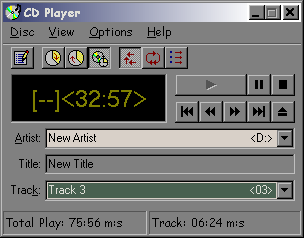 CD Player
Disc View Options Help
[--]<32:57>
Artist: New Artist <D:>
Title: New Title
Track: Track 3 <03>
Total Play: 75:56 m:s Track: 06:24 m:s